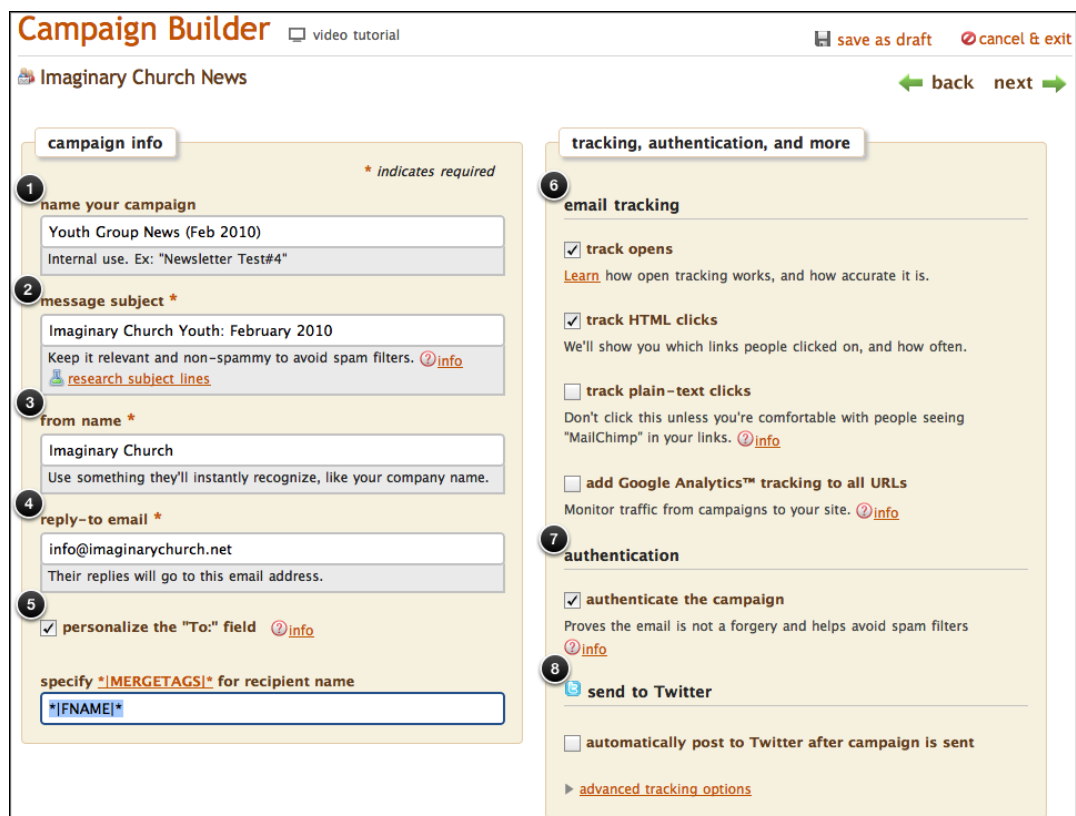 Campaign Builder video tutorial
save as draft cancel & exit
Imaginary Church News
back next
campaign info
* indicates required
1
name your campaign
Youth Group News (Feb 2010)
Internal use. Ex: "Newsletter Test#4"
2
message subject *
Imaginary Church Youth: February 2010
Keep it relevant and non-spammy to avoid spam filters. ?info
research subject lines
3
from name *
Imaginary Church
Use something they'll instantly recognize, like your company name.
4
reply-to email *
info@imaginarychurch.net
Their replies will go to this email address.
5
personalize the "To:" field ?info
specify *|MERGETAGS|* for recipient name
*|FNAME|*
tracking, authentication, and more
6
email tracking
track opens
Learn how open tracking works, and how accurate it is.
track HTML clicks
We'll show you which links people clicked on, and how often.
track plain-text clicks
Don't click this unless you're comfortable with people seeing
"MailChimp" in your links. ?info
add Google Analytics™ tracking to all URLs
Monitor traffic from campaigns to your site. ?info
7
authentication
authenticate the campaign
Proves the email is not a forgery and helps avoid spam filters
?info
8
send to Twitter
automatically post to Twitter after campaign is sent
advanced tracking options